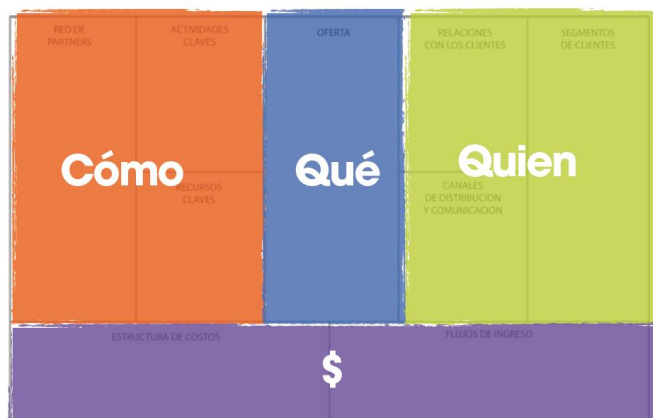 RED DE
PARTNERS
ACTIVIDADES
CLAVES
OFERTA
RELACIONES
CON LOS CLIENTES
SEGMENTOS
DE CLIENTES
Cómo
Qué
Quien
RECURSOS
CLAVES
CANALES
DE DISTRIBUCION
Y COMUNICACION
ESTRUCTURA DE COSTOS
FLUJOS DE INGRESO
$